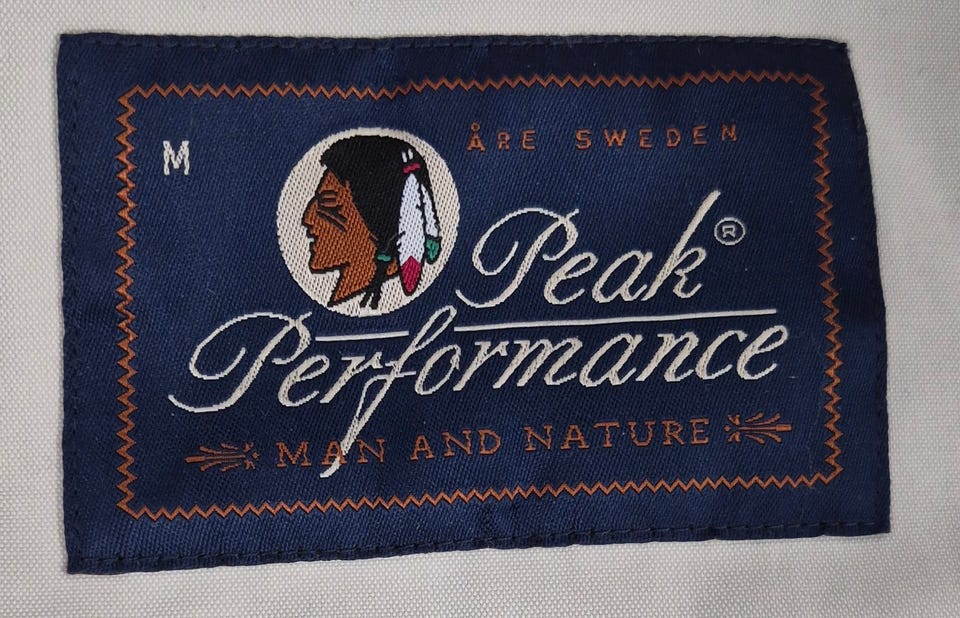 M
ÅRE SWEDEN
Peak®
Performance
MAN AND NATURE